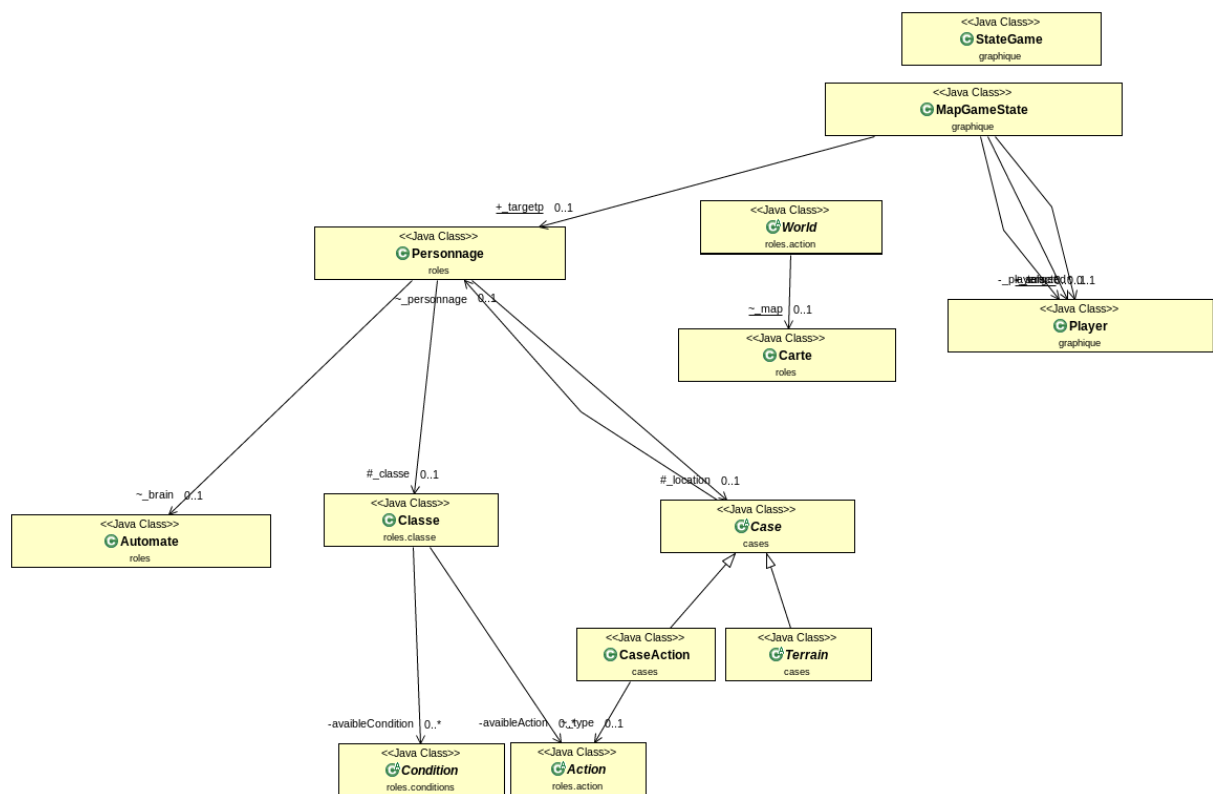 <<Java Class>>
StateGame
graphique
<<Java Class>>
MapGameState
graphique
+_targetp 0..1
<<Java Class>>
World
roles.action
<<Java Class>>
Personnage
roles
~_personnage 0..1
~_map 0..1
<<Java Class>>
Player
graphique
<<Java Class>>
Carte
roles
~_brain 0..1
#_classe 0..1
#_location 0..1
<<Java Class>>
Automate
roles
<<Java Class>>
Classe
roles.classe
<<Java Class>>
Case
cases
<<Java Class>>
CaseAction
cases
<<Java Class>>
Terrain
cases
-avaibleCondition 0..*
-avaibleAction
0..1
<<Java Class>>
Condition
roles.conditions
<<Java Class>>
Action
roles.action